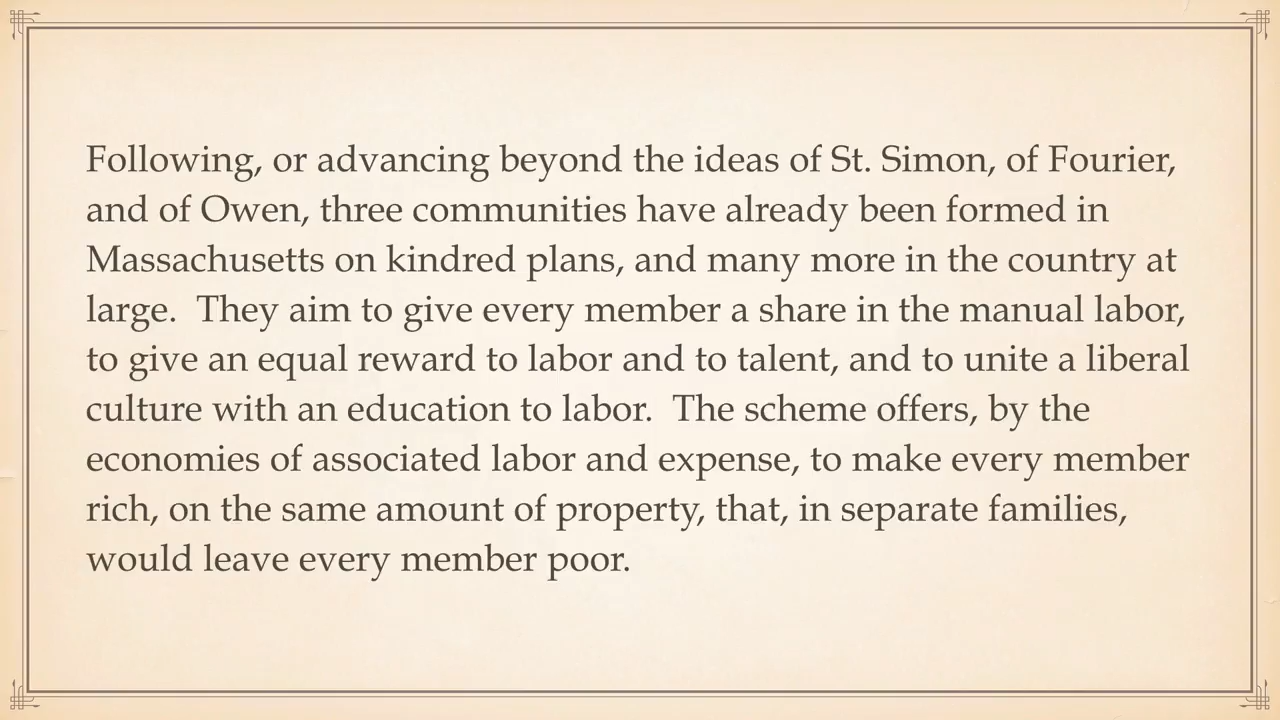 Following, or advancing beyond the ideas of St. Simon, of Fourier,
and of Owen, three communities have already been formed in
Massachusetts on kindred plans, and many more in the country at
large.  They aim to give every member a share in the manual labor,
to give an equal reward to labor and to talent, and to unite a liberal
culture with an education to labor.  The scheme offers, by the
economies of associated labor and expense, to make every member
rich, on the same amount of property, that, in separate families,
would leave every member poor.